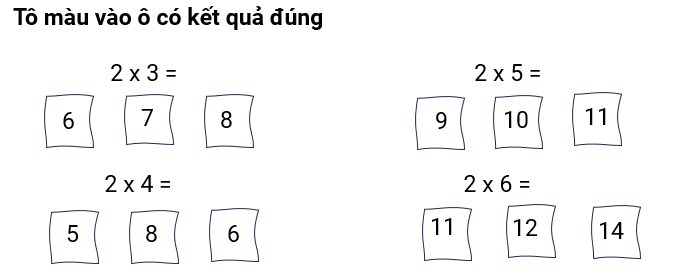 Tô màu vào ô có kết quả đúng
2 x 3 =
6 7 8
2 x 5 =
9 10 11
2 x 4 =
5 8 6
2 x 6 =
11 12 14